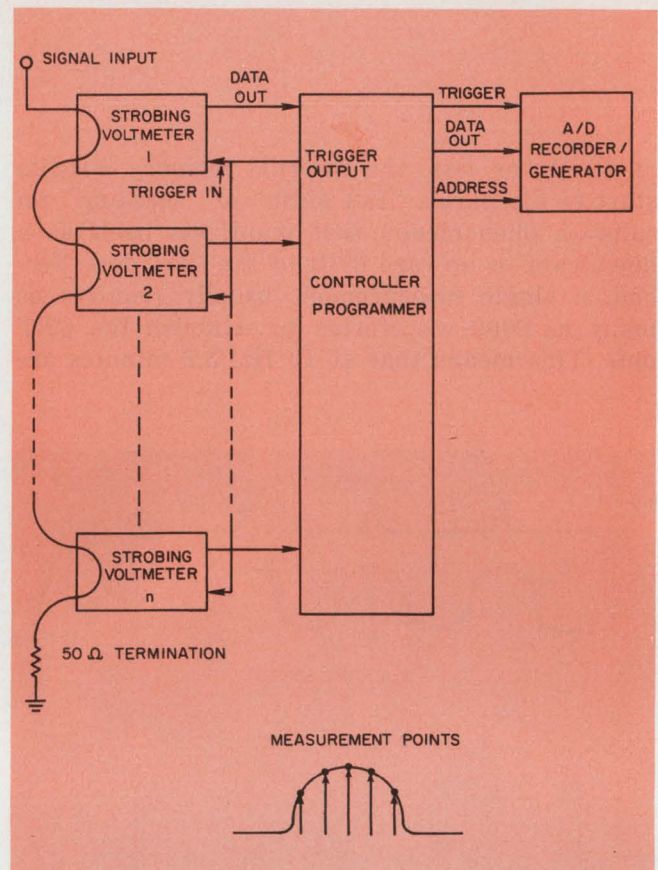 SIGNAL INPUT
STROBING
VOLTMETER
1
DATA
OUT
TRIGGER IN
TRIGGER
OUTPUT
CONTROLLER
PROGRAMMER
TRIGGER
DATA
OUT
ADDRESS
A/D
RECORDER/
GENERATOR
STROBING
VOLTMETER
2
STROBING
VOLTMETER
n
50 Ω TERMINATION
MEASUREMENT POINTS